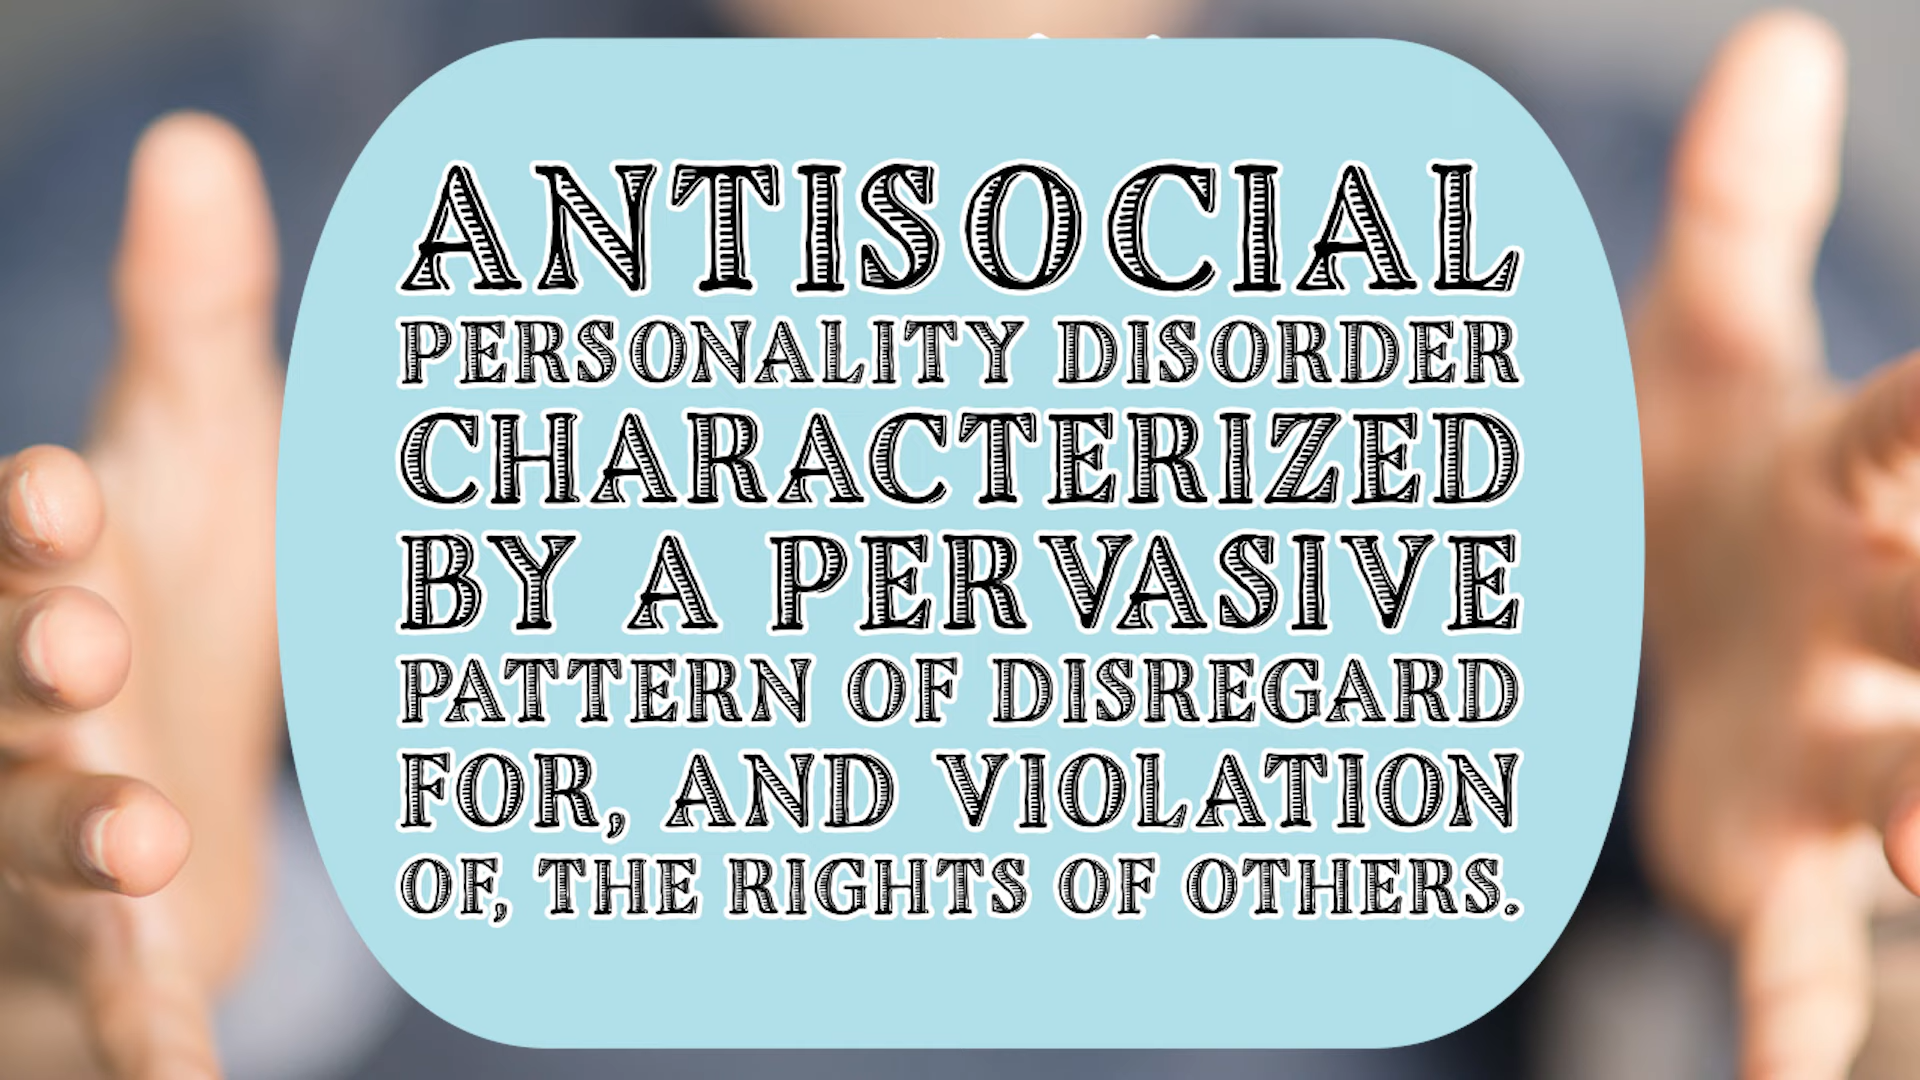 ANTISOCIAL
PERSONALITY DISORDER
CHARACTERIZED
BY A PERVASIVE
PATTERN OF DISREGARD
FOR, AND VIOLATION
OF, THE RIGHTS OF OTHERS.